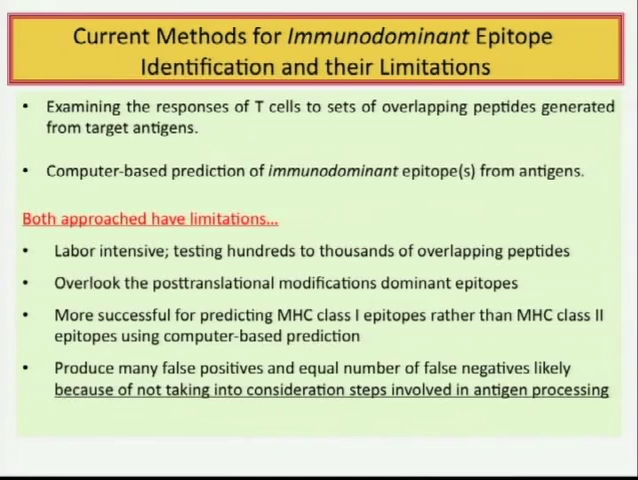 Current Methods for Immunodominant Epitope
Identification and their Limitations
• Examining the responses of T cells to sets of overlapping peptides generated
from target antigens.
• Computer-based prediction of immunodominant epitope(s) from antigens.
Both approached have limitations...
• Labor intensive; testing hundreds to thousands of overlapping peptides
• Overlook the posttranslational modifications dominant epitopes
• More successful for predicting MHC class I epitopes rather than MHC class II
epitopes using computer-based prediction
• Produce many false positives and equal number of false negatives likely
because of not taking into consideration steps involved in antigen processing